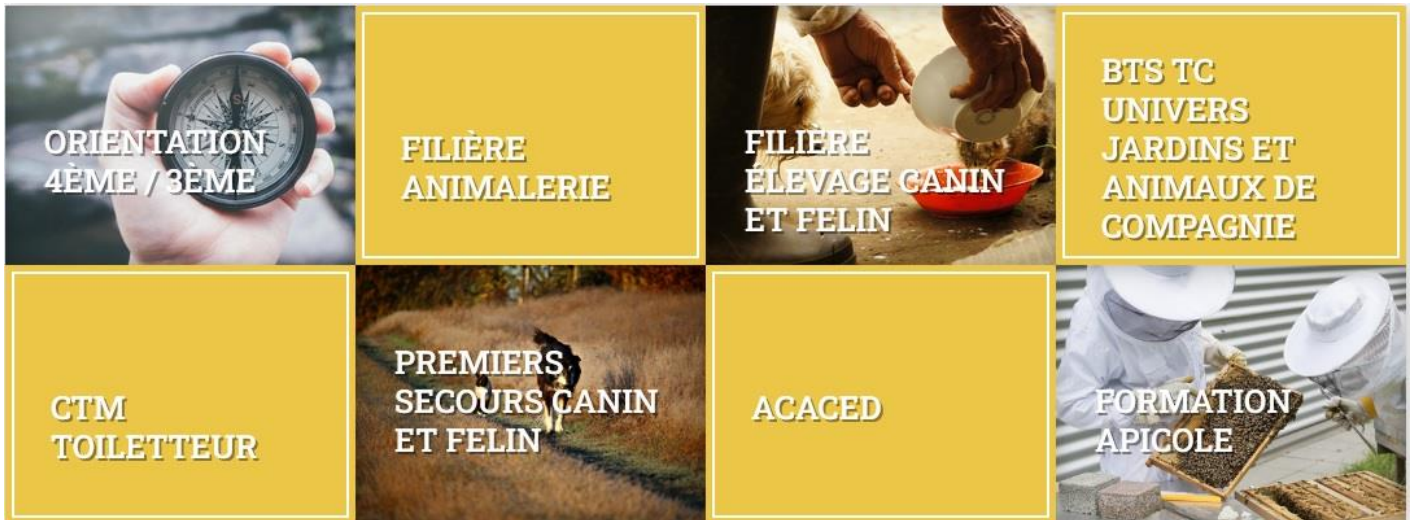 ORIENTATION
4ÈME / 3ÈME
FILIÈRE
ANIMALERIE
FILIÈRE
ÉLEVAGE CANIN
ET FELIN
BTS TC
UNIVERS
JARDINS ET
ANIMAUX DE
COMPAGNIE
CTM
TOILETTEUR
PREMIERS
SECOURS CANIN
ET FELIN
ACACED
FORMATION
APICOLE